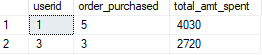 userid order_purchased total_amt_spent
1 1 5 4030
2 3 3 2720